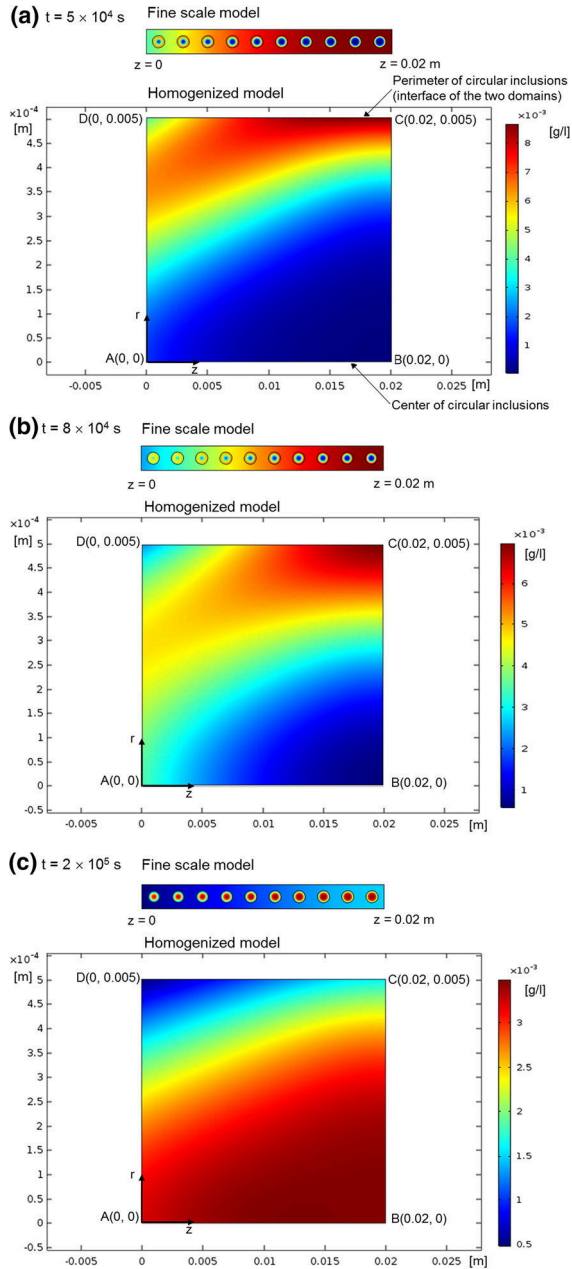 (a) t = 5 × 10⁴ s Fine scale model
z = 0 z = 0.02 m
Perimeter of circular inclusions
(interface of the two domains)
Homogenized model
×10⁻⁴
[m]
D(0, 0.005) C(0.02, 0.005)
×10⁻³
[g/l]
5
4.5
4
3.5
3
2.5
2
1.5
1
0.5
0
8
7
6
5
4
3
2
1
r
A(0, 0) z B(0.02, 0)
-0.005 0 0.005 0.01 0.015 0.02 0.025 [m]
Center of circular inclusions
(b) t = 8 × 10⁴ s Fine scale model
z = 0 z = 0.02 m
Homogenized model
×10⁻⁴
[m]
D(0, 0.005) C(0.02, 0.005)
×10⁻³
[g/l]
5
4.5
4
3.5
3
2.5
2
1.5
1
0.5
0
-0.5
6
5
4
3
2
1
r
A(0, 0) z B(0.02, 0)
-0.005 0 0.005 0.01 0.015 0.02 0.025 [m]
(c) t = 2 × 10⁵ s Fine scale model
z = 0 z = 0.02 m
Homogenized model
×10⁻⁴
[m]
D(0, 0.005) C(0.02, 0.005)
×10⁻³
[g/l]
5
4.5
4
3.5
3
2.5
2
1.5
1
0.5
0
-0.5
3
2.5
2
1.5
1
0.5
r
A(0, 0) z B(0.02, 0)
-0.005 0 0.005 0.01 0.015 0.02 0.025 [m]